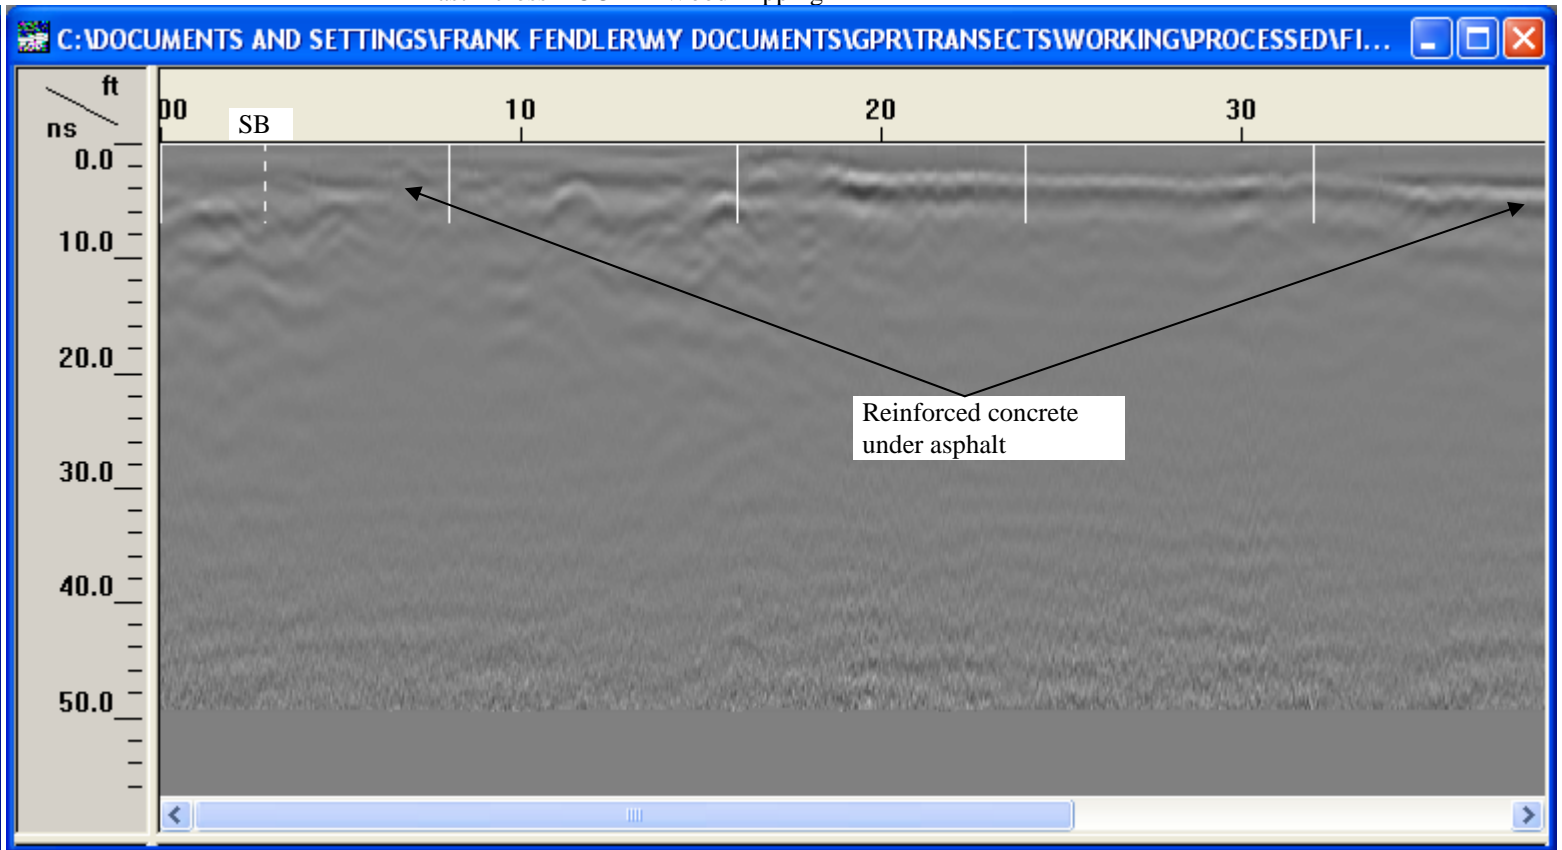 C:\DOCUMENTS AND SETTINGS\FRANK FENDLER\MY DOCUMENTS\GPR\TRANSECTS\WORKING\PROCESSED\FI...
ft
ns
00 10 20 30
SB
0.0
10.0
20.0
Reinforced concrete
under asphalt
30.0
40.0
50.0